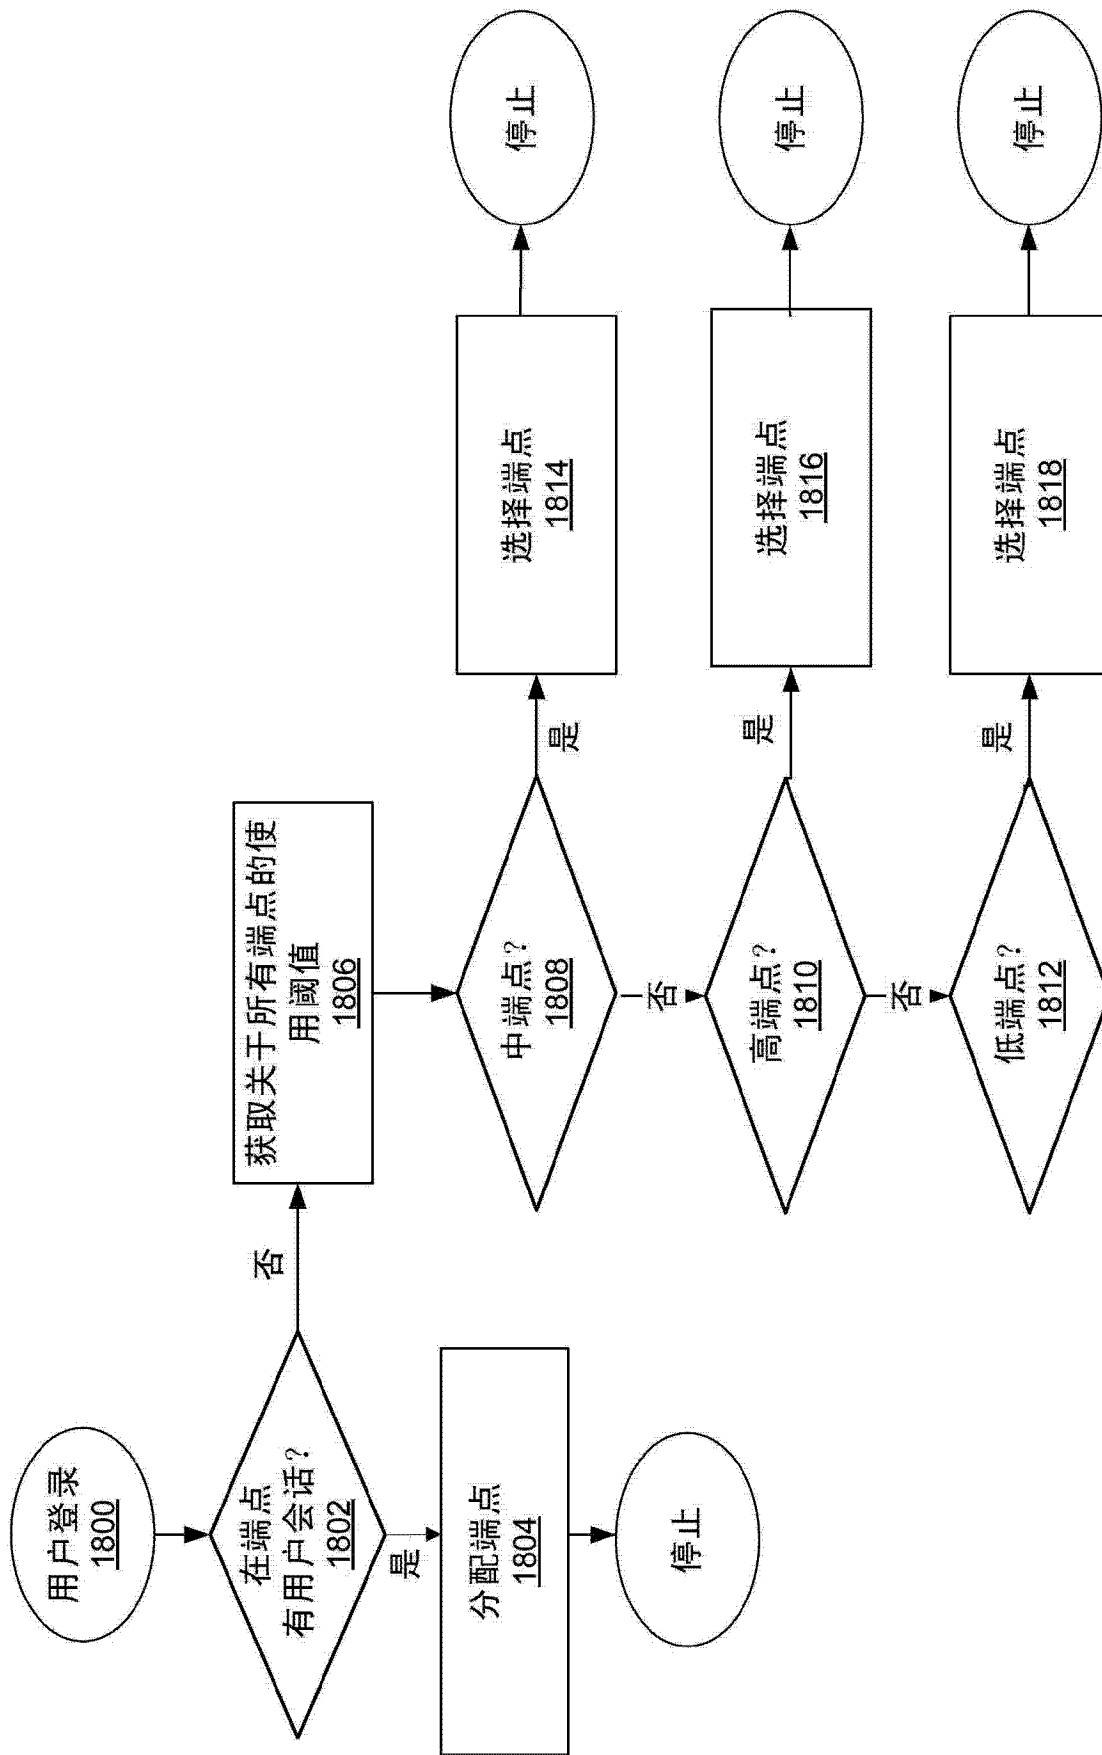 用户登录
1800
在端点
有用户会话？
1802
是
否
分配端点
1804
停止
获取关于所有端点的使
用阈值
1806
中端点？
1808
是
选择端点
1814
停止
否
高端点？
1810
是
选择端点
1816
停止
否
低端点？
1812
是
选择端点
1818
停止